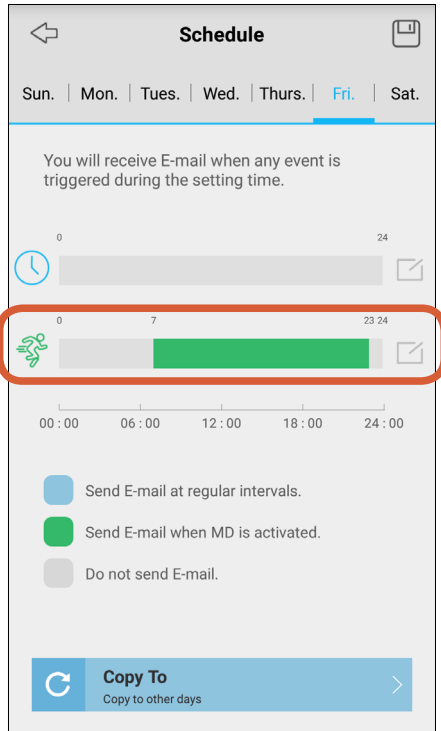 Schedule
Sun. | Mon. | Tues. | Wed. | Thurs. | Fri. | Sat.
You will receive E-mail when any event is
triggered during the setting time.
0 24
0 7 23 24
00 : 00 06 : 00 12 : 00 18 : 00 24 : 00
Send E-mail at regular intervals.
Send E-mail when MD is activated.
Do not send E-mail.
Copy To
Copy to other days